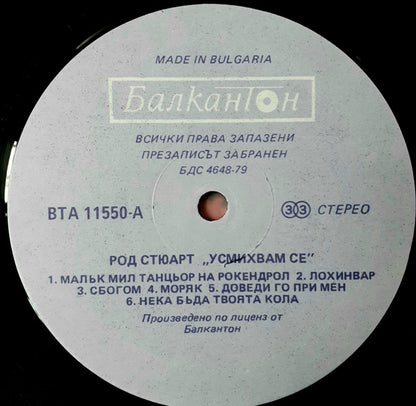 MADE IN BULGARIA
Балкантон
ВСИЧКИ ПРАВА ЗАПАЗЕНИ
ПРЕЗАПИСЪТ ЗАБРАНЕН
БДС 4648-79
ВТА 11550-А
33 СТЕРЕО
РОД СТЮАРТ „УСМИХВАМ СЕ”
1. МАЛЪК МИЛ ТАНЦЬОР НА РОКЕНДРОЛ 2. ЛОХИНВАР
3. СБОГОМ 4. МОРЯК 5. ДОВЕДИ ГО ПРИ МЕН
6. НЕКА БЪДА ТВОЯТА КОЛА
Произведено по лиценз от
Балкантон